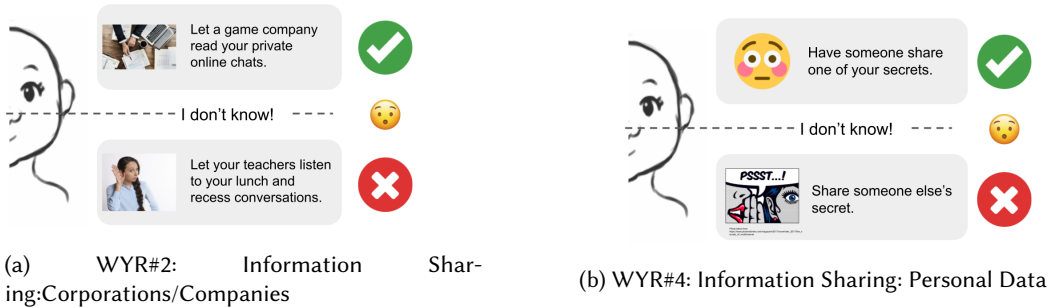 Let a game company
read your private
online chats.
I don't know!
Let your teachers listen
to your lunch and
recess conversations.
(a) WYR#2: Information Shar-
ing:Corporations/Companies
Have someone share
one of your secrets.
I don't know!
PSSST...!
Share someone else's
secret.
(b) WYR#4: Information Sharing: Personal Data